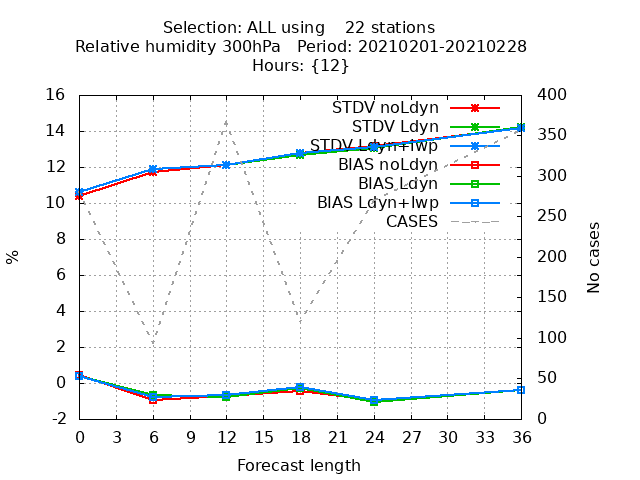 Selection: ALL using    22 stations
Relative humidity 300hPa   Period: 20210201-20210228
Hours: {12}
16
14
12
10
8
6
4
2
0
-2
%
400
350
300
250
200
150
100
50
0
No cases
STDV noLdyn
STDV Ldyn
STDV Ldyn+lwp
BIAS noLdyn
BIAS Ldyn
BIAS Ldyn+lwp
CASES
0 3 6 9 12 15 18 21 24 27 30 33 36
Forecast length